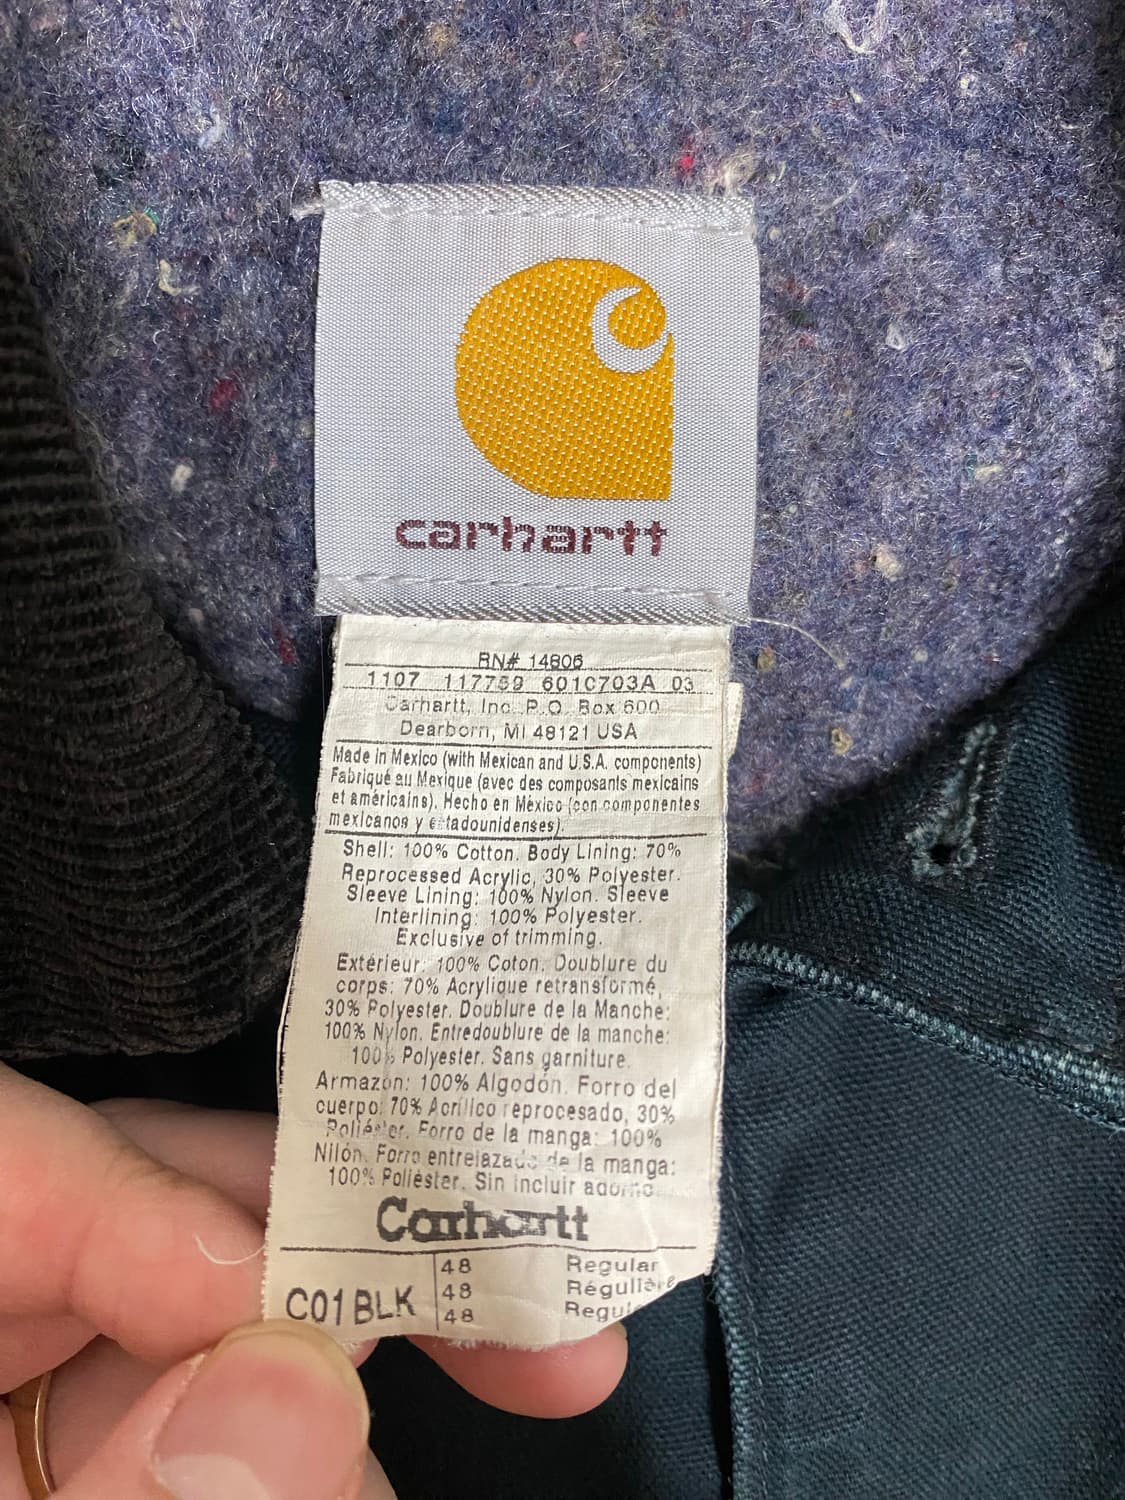 carhartt
RN# 14806
1107 117759 601C703A 03
Carhartt, Inc. P.O. Box 600
Dearborn, MI 48121 USA
Made in Mexico (with Mexican and U.S.A. components)
Fabriqué au Mexique (avec des composants mexicains
et américains). Hecho en México (con componentes
mexicanos y estadounidenses).
Shell: 100% Cotton. Body Lining: 70%
Reprocessed Acrylic, 30% Polyester.
Sleeve Lining: 100% Nylon. Sleeve
Interlining: 100% Polyester.
Exclusive of trimming.
Extérieur: 100% Coton. Doublure du
corps: 70% Acrylique retransformé,
30% Polyester. Doublure de la Manche:
100% Nylon. Entredoublure de la manche:
100% Polyester. Sans garniture.
Armazón: 100% Algodón. Forro del
cuerpo: 70% Acrílico reprocesado, 30%
Poliéster. Forro de la manga: 100%
Nilón. Forro entrelazado de la manga:
100% Poliéster. Sin incluir adorno.
Carhartt
C01 BLK
48 Regular
48 Régulière
48